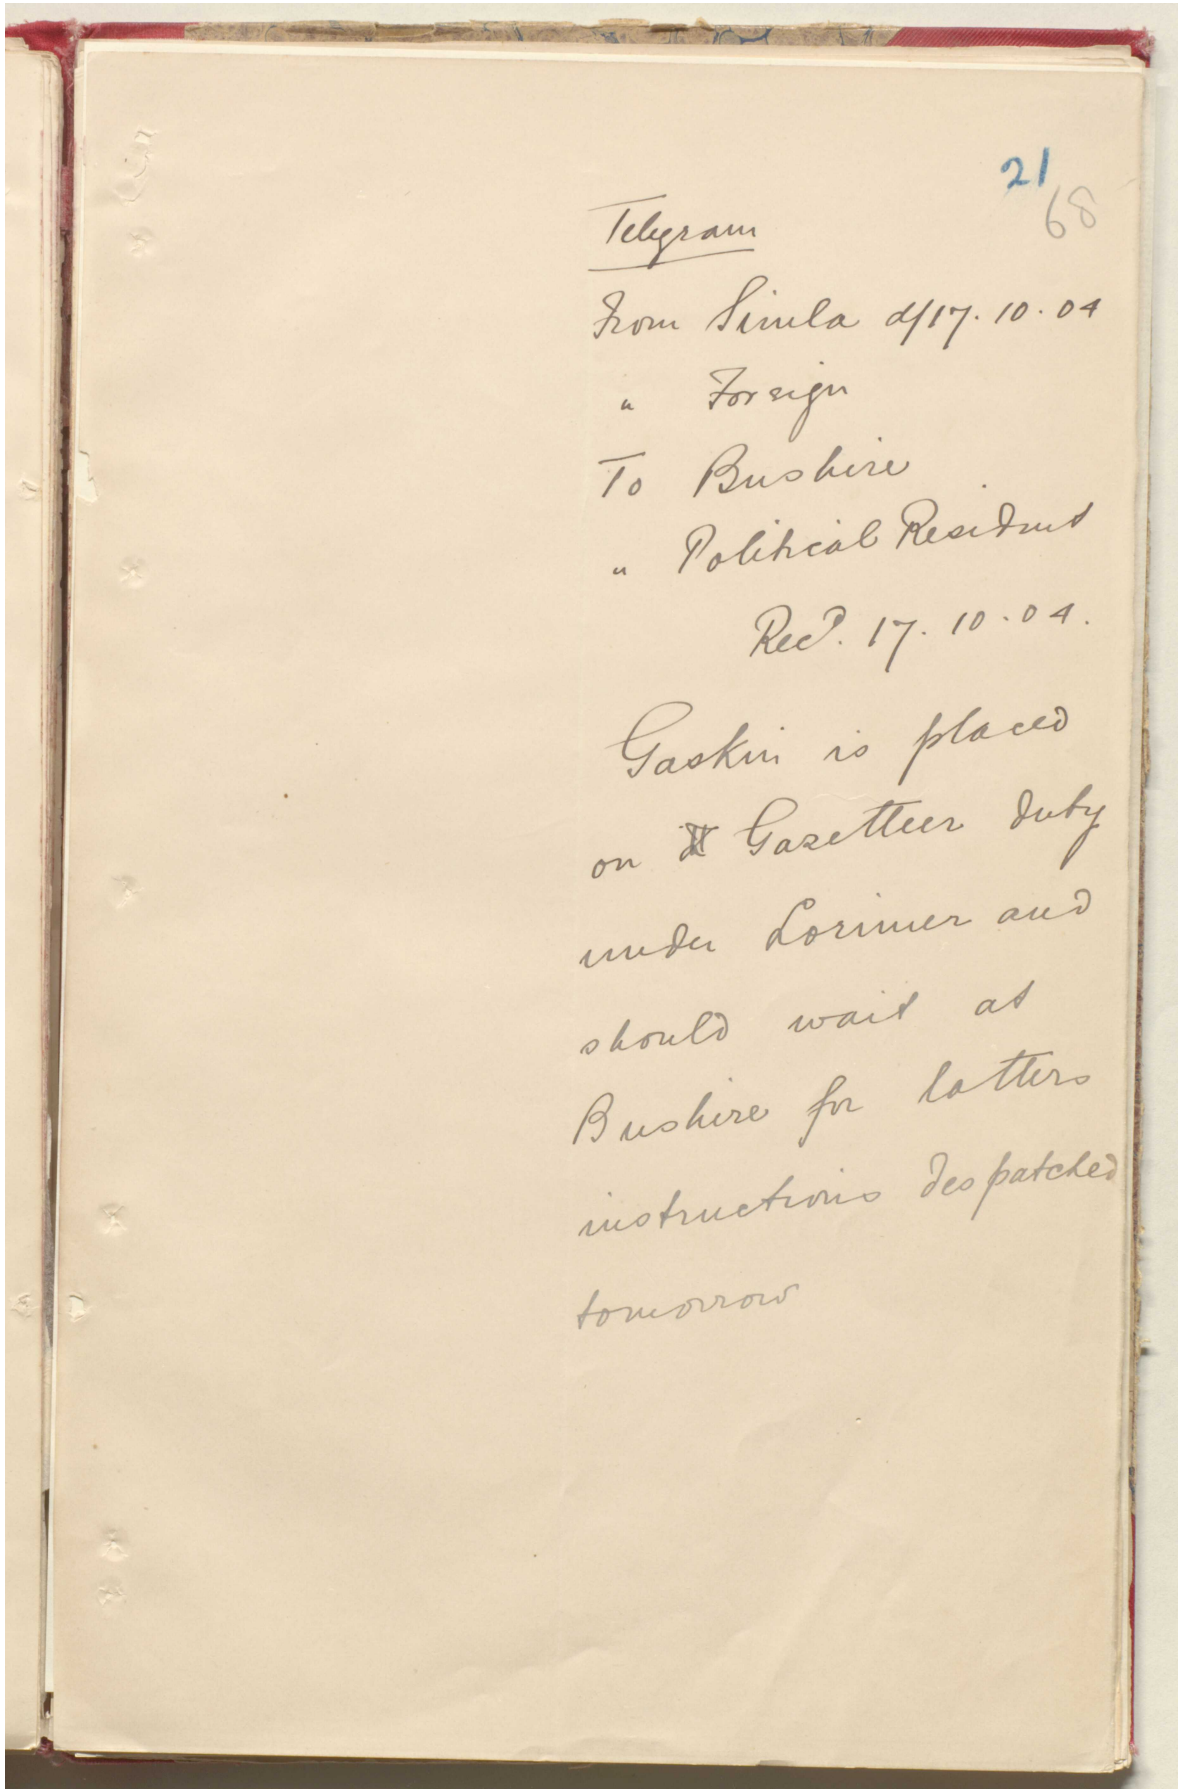 21
68
Telegram
From Simla d/17.10.04
" Foreign
To Bushire
" Political Resident
Recd. 17.10.04.
Gaskin is placed
on Gazetteer duty
under Lorimer and
should wait at
Bushire for latters
instructions despatched
tomorrow